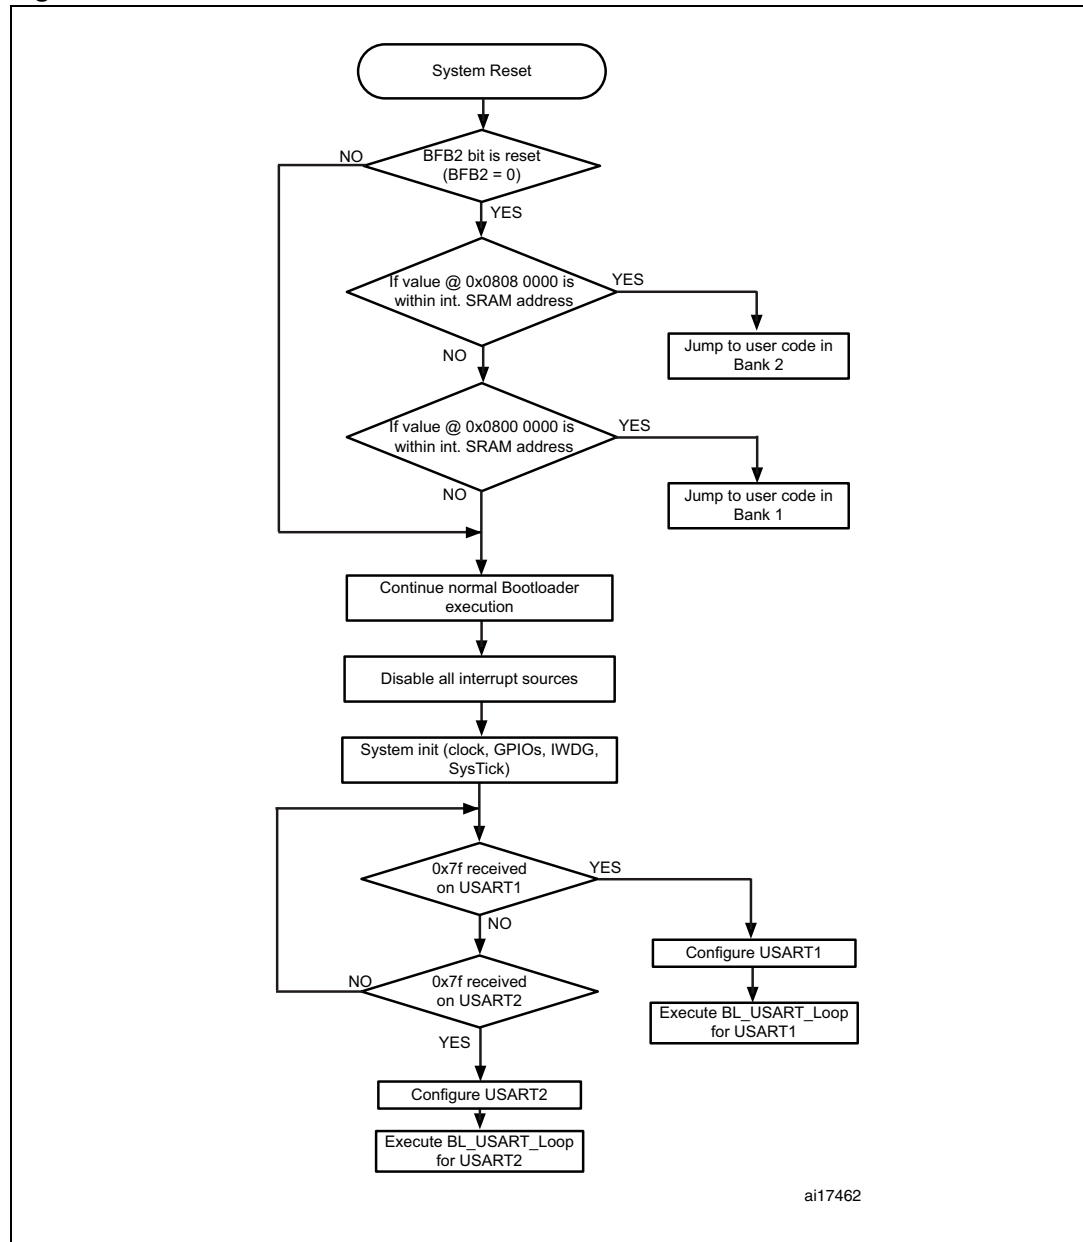 System Reset
NO
BFB2 bit is reset
(BFB2 = 0)
YES
If value @ 0x0808 0000 is
within int. SRAM address
YES
Jump to user code in
Bank 2
NO
If value @ 0x0800 0000 is
within int. SRAM address
YES
Jump to user code in
Bank 1
NO
Continue normal Bootloader
execution
Disable all interrupt sources
System init (clock, GPIOs, IWDG,
SysTick)
0x7f received
on USART1
YES
NO
Configure USART1
Execute BL_USART_Loop
for USART1
NO
0x7f received
on USART2
YES
Configure USART2
Execute BL_USART_Loop
for USART2
ai17462